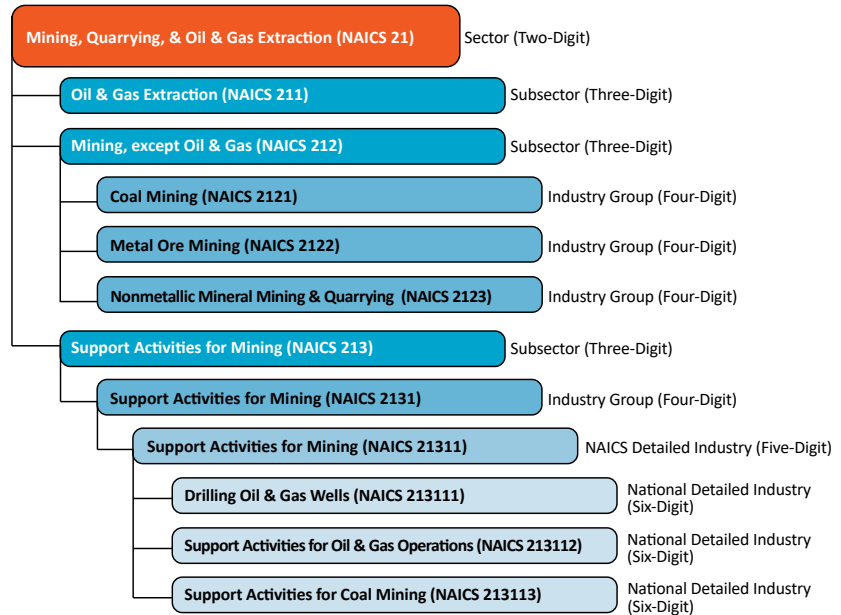 Mining, Quarrying, & Oil & Gas Extraction (NAICS 21) Sector (Two-Digit)
Oil & Gas Extraction (NAICS 211) Subsector (Three-Digit)
Mining, except Oil & Gas (NAICS 212) Subsector (Three-Digit)
Coal Mining (NAICS 2121) Industry Group (Four-Digit)
Metal Ore Mining (NAICS 2122) Industry Group (Four-Digit)
Nonmetallic Mineral Mining & Quarrying (NAICS 2123) Industry Group (Four-Digit)
Support Activities for Mining (NAICS 213) Subsector (Three-Digit)
Support Activities for Mining (NAICS 2131) Industry Group (Four-Digit)
Support Activities for Mining (NAICS 21311) NAICS Detailed Industry (Five-Digit)
Drilling Oil & Gas Wells (NAICS 213111) National Detailed Industry
(Six-Digit)
Support Activities for Oil & Gas Operations (NAICS 213112) National Detailed Industry
(Six-Digit)
Support Activities for Coal Mining (NAICS 213113) National Detailed Industry
(Six-Digit)